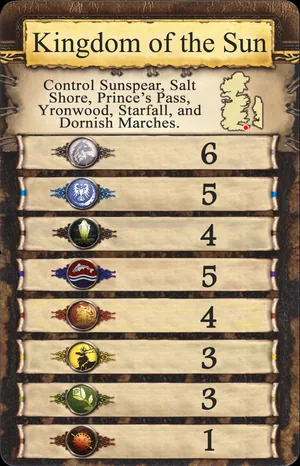 Kingdom of the Sun
Control Sunspear, Salt
Shore, Prince's Pass,
Yronwood, Starfall, and
Dornish Marches.
6
5
4
5
4
3
3
1